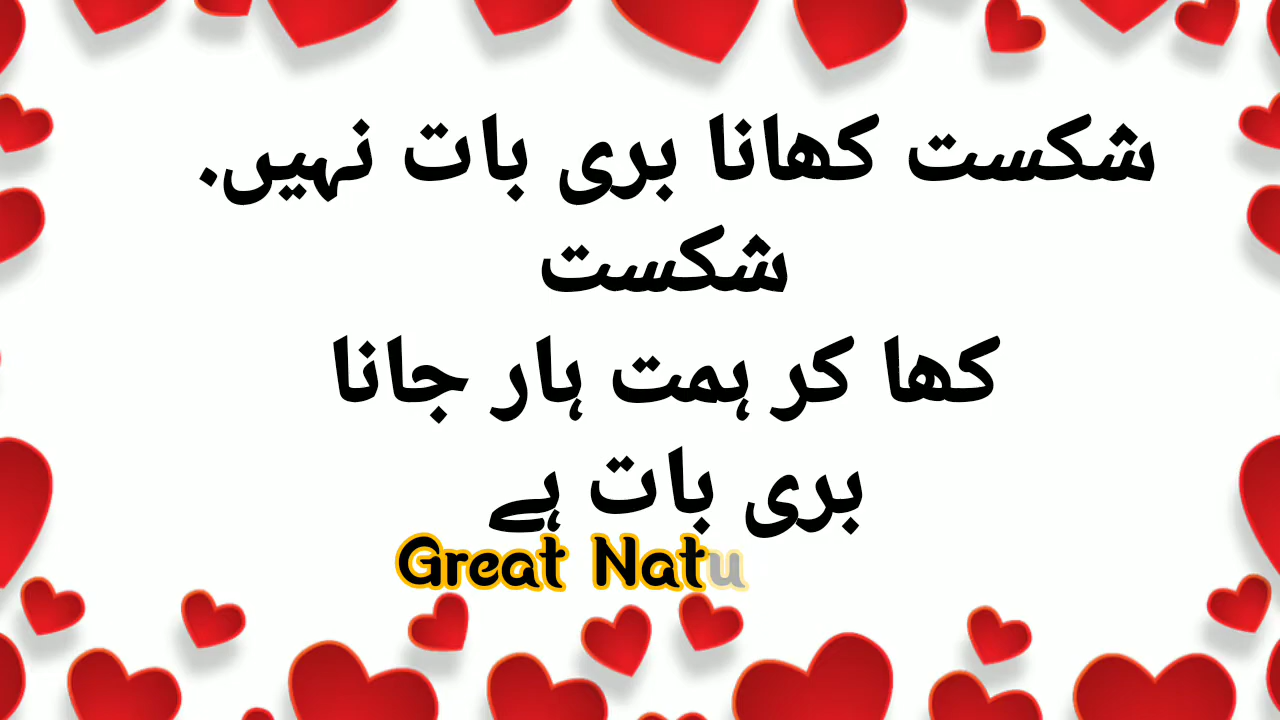 شکست کھانا بری بات نہیں.
شکست
کھا کر ہمت ہار جانا
بری بات ہے
Great Natu